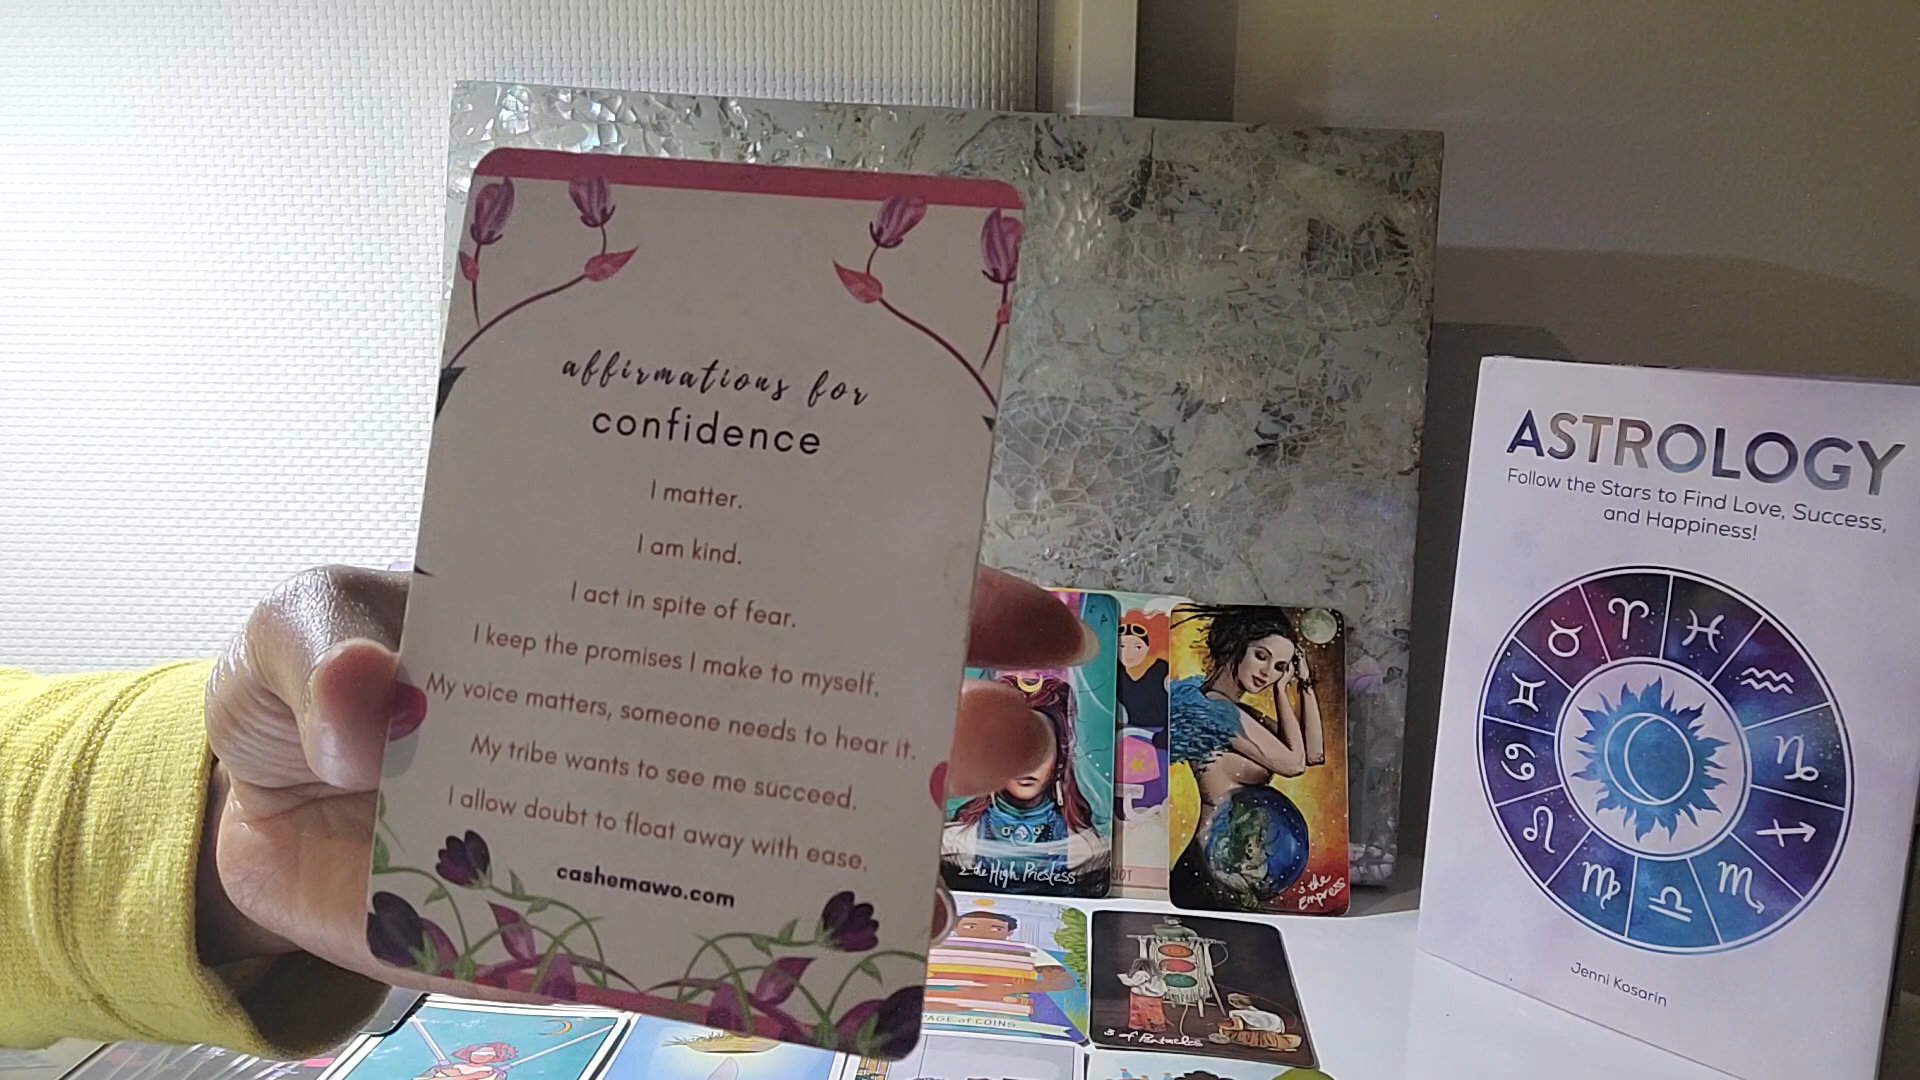 affirmations for
confidence
I matter.
I am kind.
I act in spite of fear.
I keep the promises I make to myself.
My voice matters, someone needs to hear it.
My tribe wants to see me succeed.
I allow doubt to float away with ease.
cashemawo.com
2 the High Priestess
IOT
3 the
Empress
PAGE of COINS
3 of Pentacles
ASTROLOGY
Follow the Stars to Find Love, Success,
and Happiness!
Jenni Kosarin